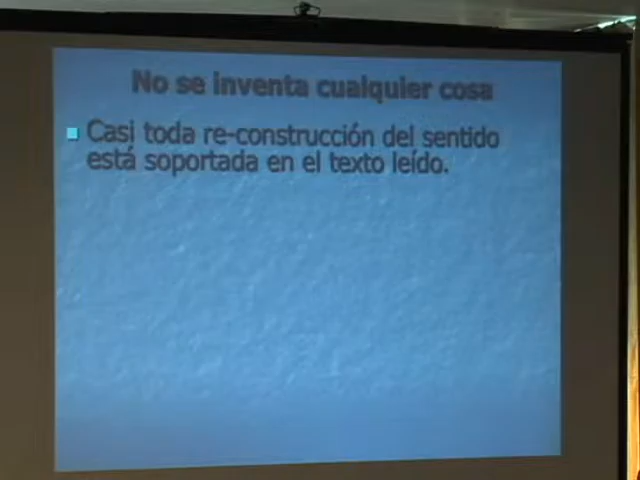 No se inventa cualquier cosa
Casi toda re-construcción del sentido
está soportada en el texto leído.